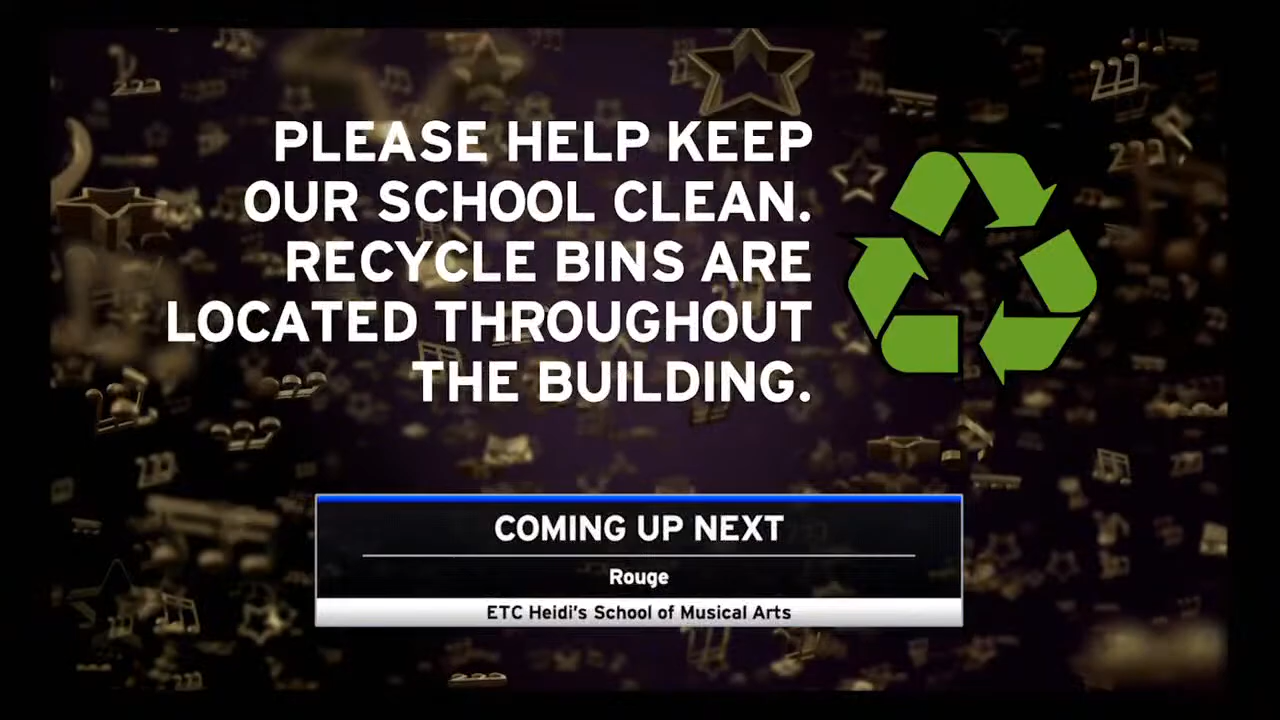 PLEASE HELP KEEP
OUR SCHOOL CLEAN.
RECYCLE BINS ARE
LOCATED THROUGHOUT
THE BUILDING.
COMING UP NEXT
Rouge
ETC Heidi's School of Musical Arts